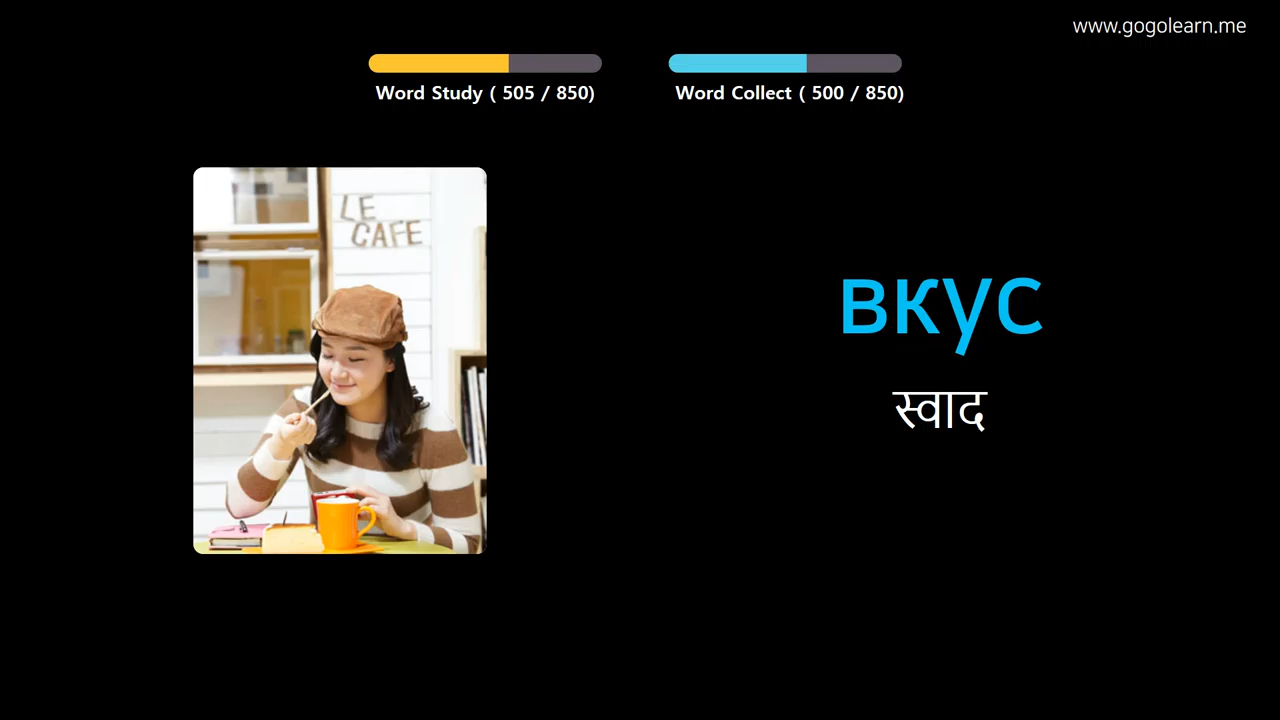 www.gogolearn.me
Word Study ( 505 / 850)
Word Collect ( 500 / 850)
LE
CAFE
вкус
स्वाद